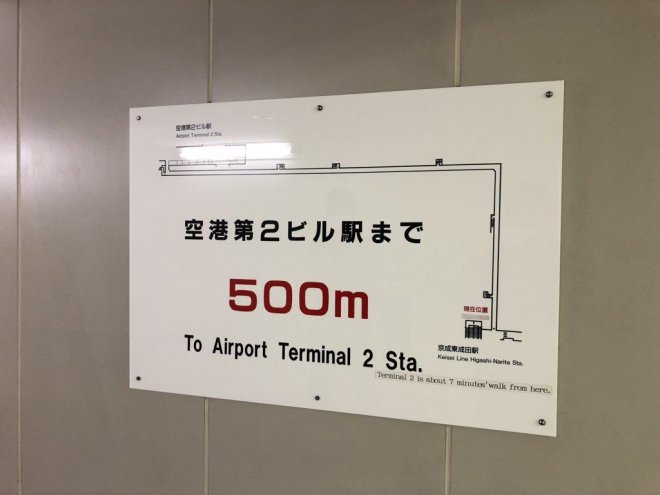 空港第2ビル駅
Airport Terminal 2 Sta.
空港第2ビル駅まで
500m
現在位置
京成東成田駅
Keisei Line Higashi-Narita Sta.
To Airport Terminal 2 Sta.
Terminal 2 is about 7 minutes'walk from here.